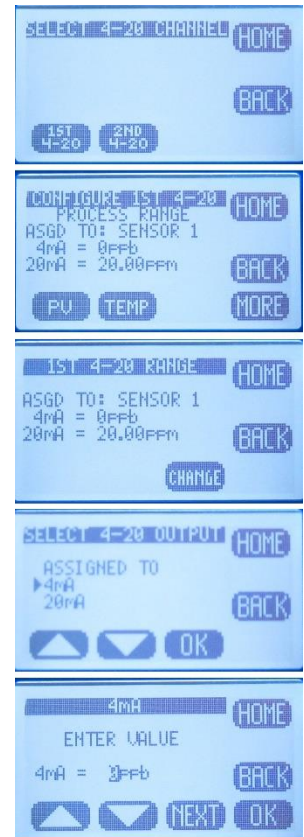 SELECT 4-20 CHANNEL
HOME
BACK
1ST 4-20
2ND 4-20
CONFIGURE 1ST 4-20
HOME
PROCESS RANGE
ASGD TO: SENSOR 1
4mA = 0ppb
20mA = 20.00ppm
BACK
PV
TEMP
MORE
1ST 4-20 RANGE
HOME
ASGD TO: SENSOR 1
4mA = 0ppb
20mA = 20.00ppm
BACK
CHANGE
SELECT 4-20 OUTPUT
HOME
ASSIGNED TO
4mA
20mA
BACK
OK
4mA
HOME
ENTER VALUE
4mA = 0ppb
BACK
NEXT
OK